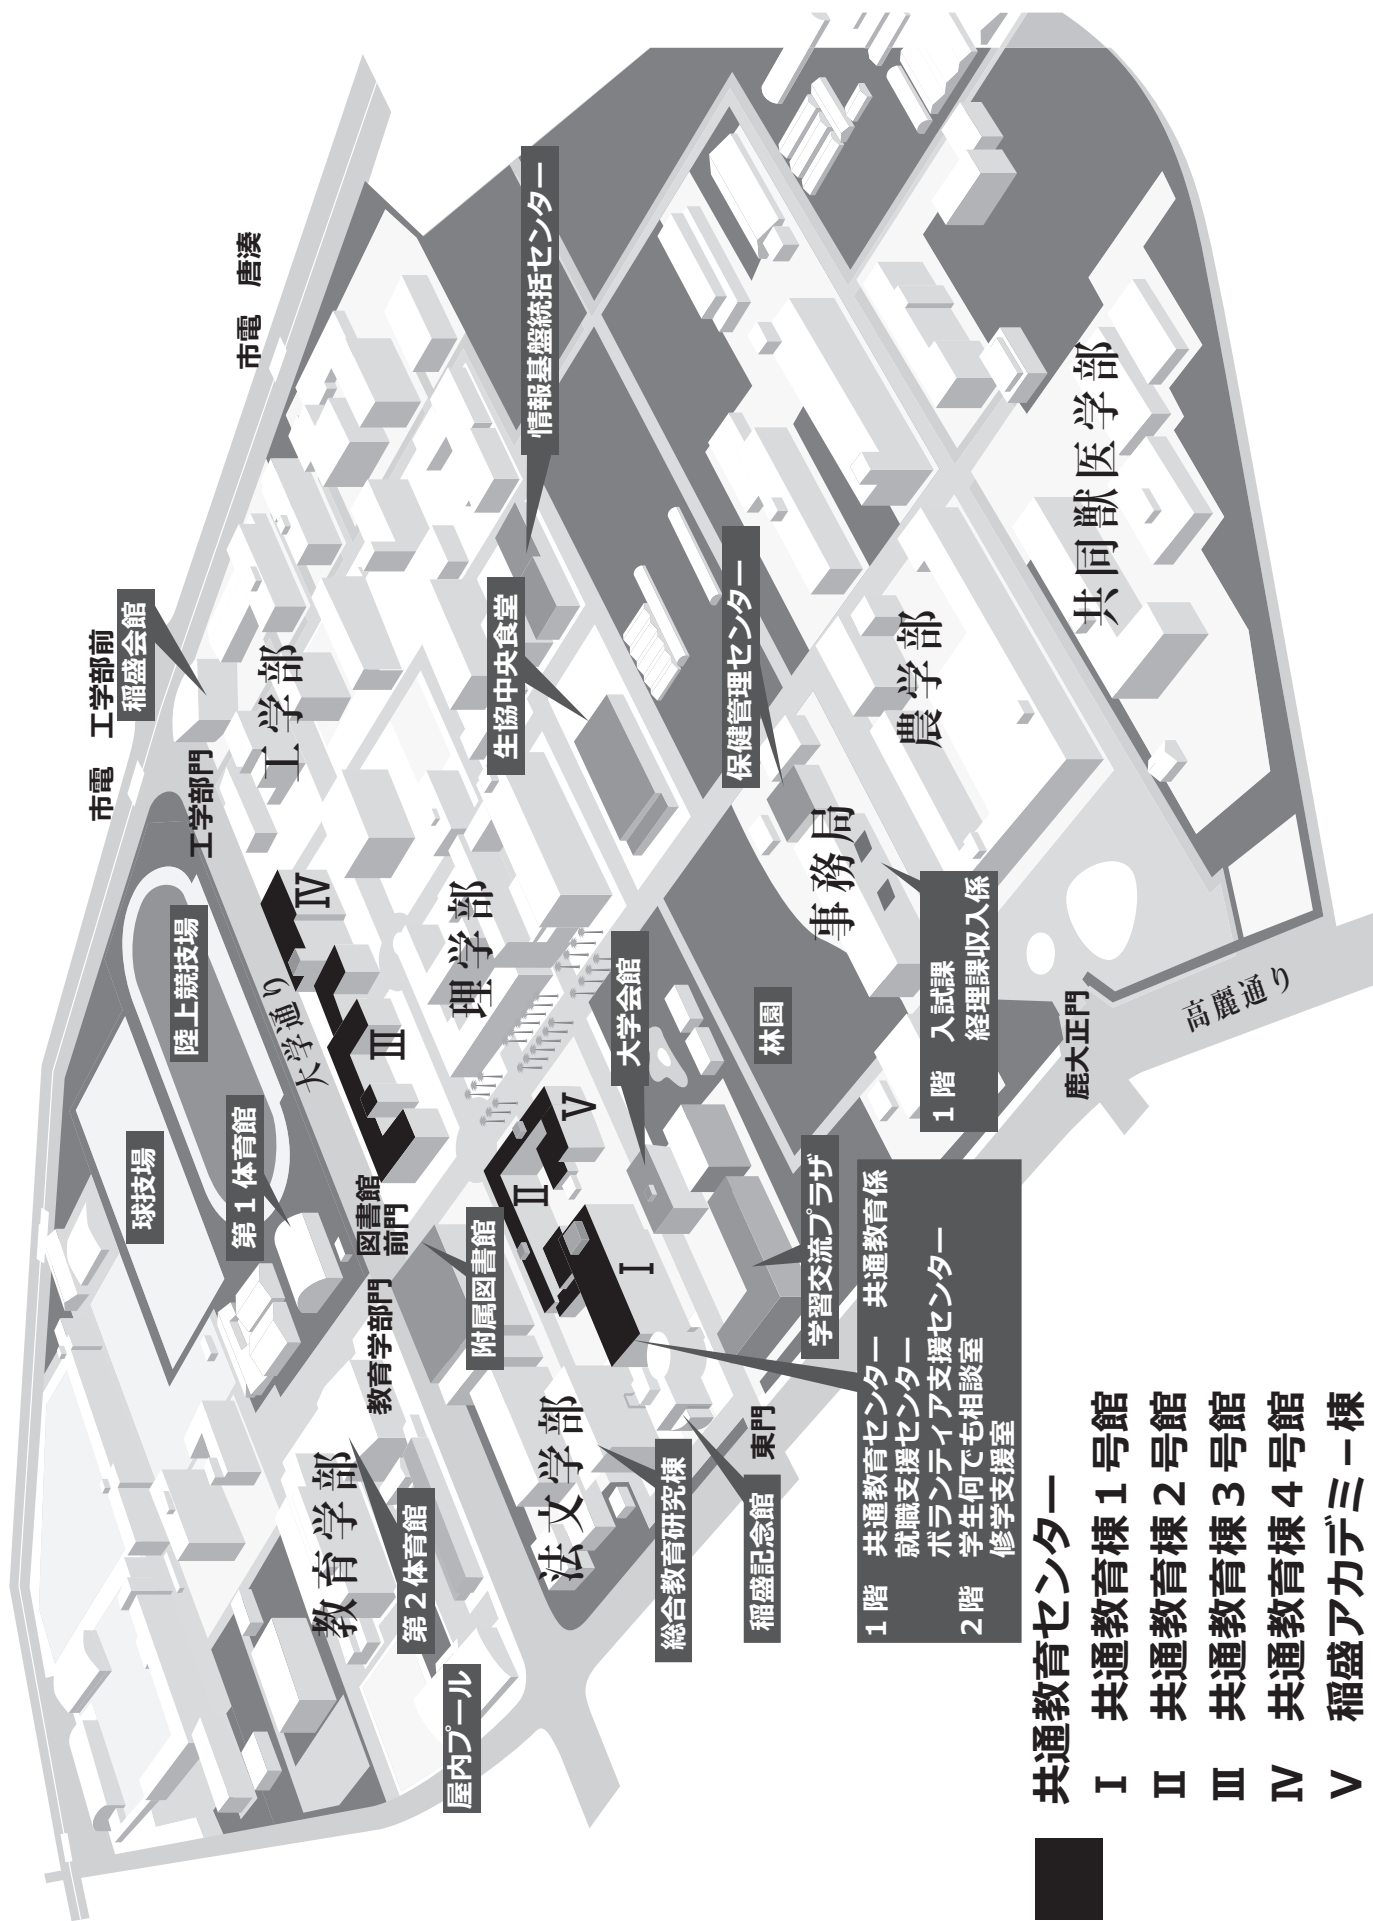 市電　唐湊
市電　工学部前
稲盛会館
工学部門
工学部
情報基盤統括センター
生協中央食堂
陸上競技場
大学通り
球技場
第1体育館
図書館
前門
教育学部門
附属図書館
理学部
Ⅰ
Ⅱ
Ⅲ
Ⅳ
Ⅴ
保健管理センター
事務局
農学部
共同獣医学部
大学会館
林園
1階　入試課
経理課収入係
鹿大正門
高麗通り
学習交流プラザ
教育学部
第2体育館
屋内プール
法文学部
総合教育研究棟
稲盛記念館
東門
1階　共通教育センター　共通教育係
就職支援センター
ボランティア支援センター
2階　学生何でも相談室
修学支援室
共通教育センター
Ⅰ　共通教育棟1号館
Ⅱ　共通教育棟2号館
Ⅲ　共通教育棟3号館
Ⅳ　共通教育棟4号館
Ⅴ　稲盛アカデミー棟